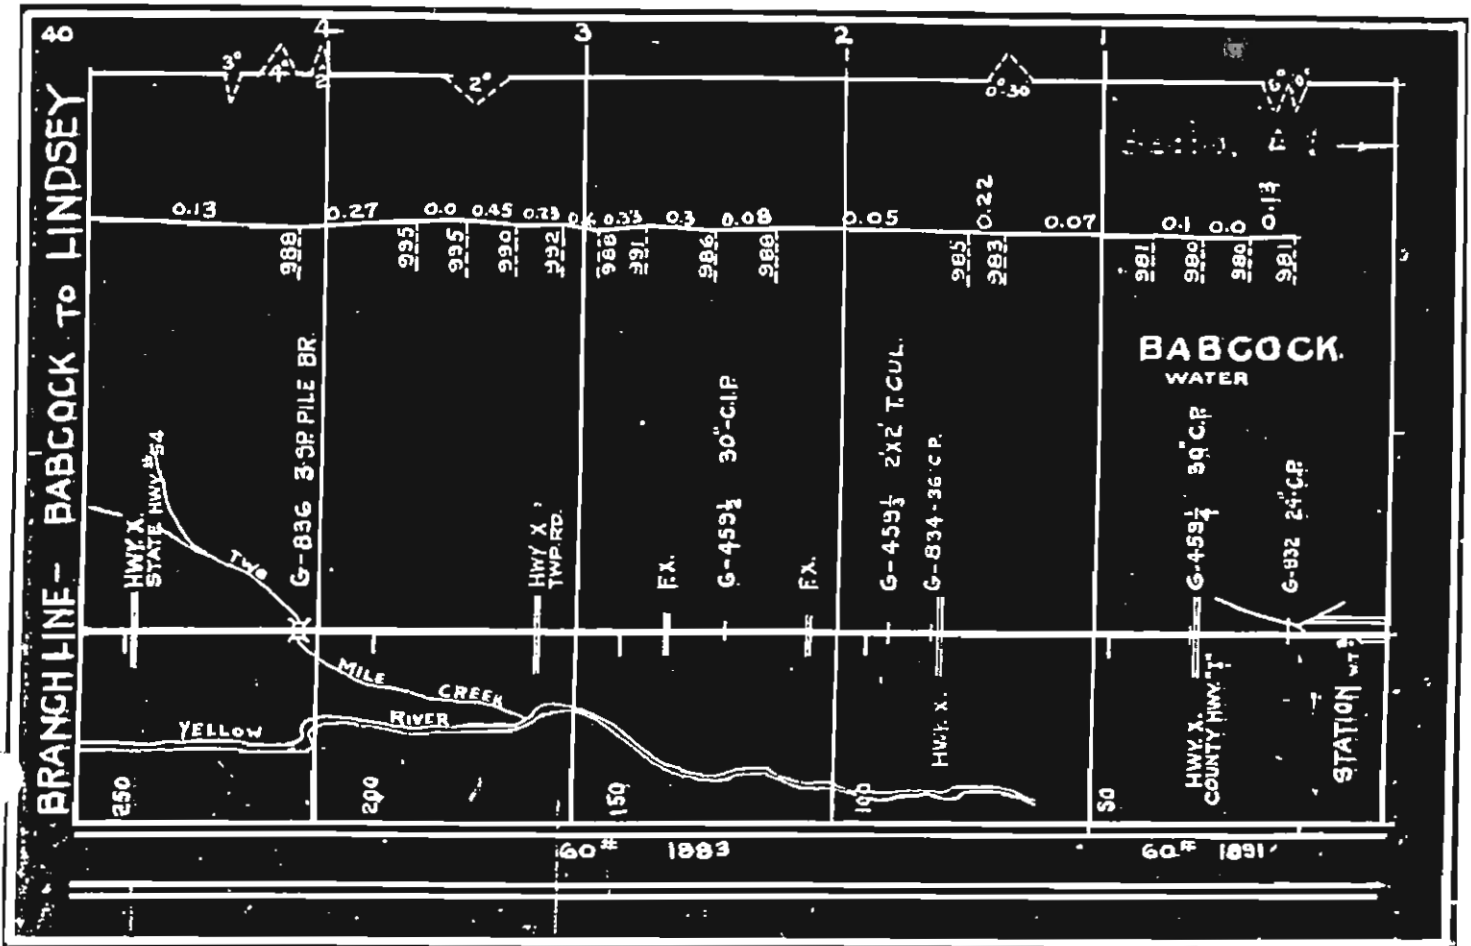 40
4
3
2
1
BRANCH LINE - BABCOCK TO LINDSEY
3°
4°
2
2°
0°30
6°
0.13
0.27
0.0
0.45
0.23
0.33
0.3
0.08
0.05
0.22
0.07
0.1
0.0
0.13
988
995
995
990
992
988
991
986
988
985
983
981
980
980
981
BABCOCK.
WATER
HWY. X.
STATE HWY #54
G-836 3-SP. PILE BR.
HWY X
TWP. RD.
F.X.
G-459½ 30"-C.I.P.
F.X.
G-459⅓ 2'X2' T. CUL.
G-834-36"C.P.
G-459¼ 30" C.P.
G-832 24" C.P.
TWO
MILE
CREEK
YELLOW
RIVER
HWY. X.
HWY. X.
COUNTY HWY.
STATION
W.T.
250
200
150
100
50
60# 1883
60# 1891